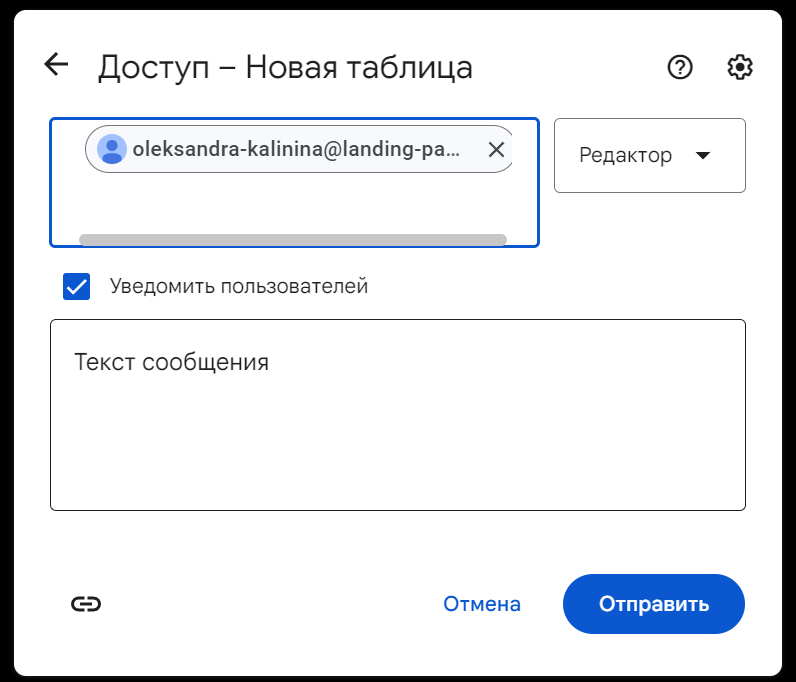 Доступ – Новая таблица
oleksandra-kalinina@landing-pa...
Редактор
Уведомить пользователей
Текст сообщения
Отмена
Отправить